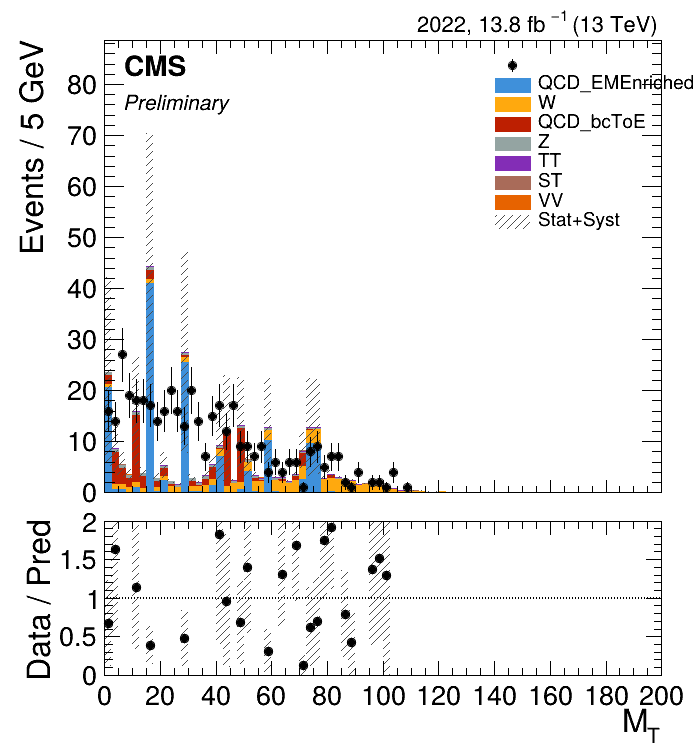 2022, 13.8 fb⁻¹ (13 TeV)
Events / 5 GeV
CMS
Preliminary
QCD_EMEnriched
W
QCD_bcToE
Z
TT
ST
VV
Stat+Syst
80
70
60
50
40
30
20
10
0
Data / Pred
2
1.5
1
0.5
0
0 20 40 60 80 100 120 140 160 180 200
M_T